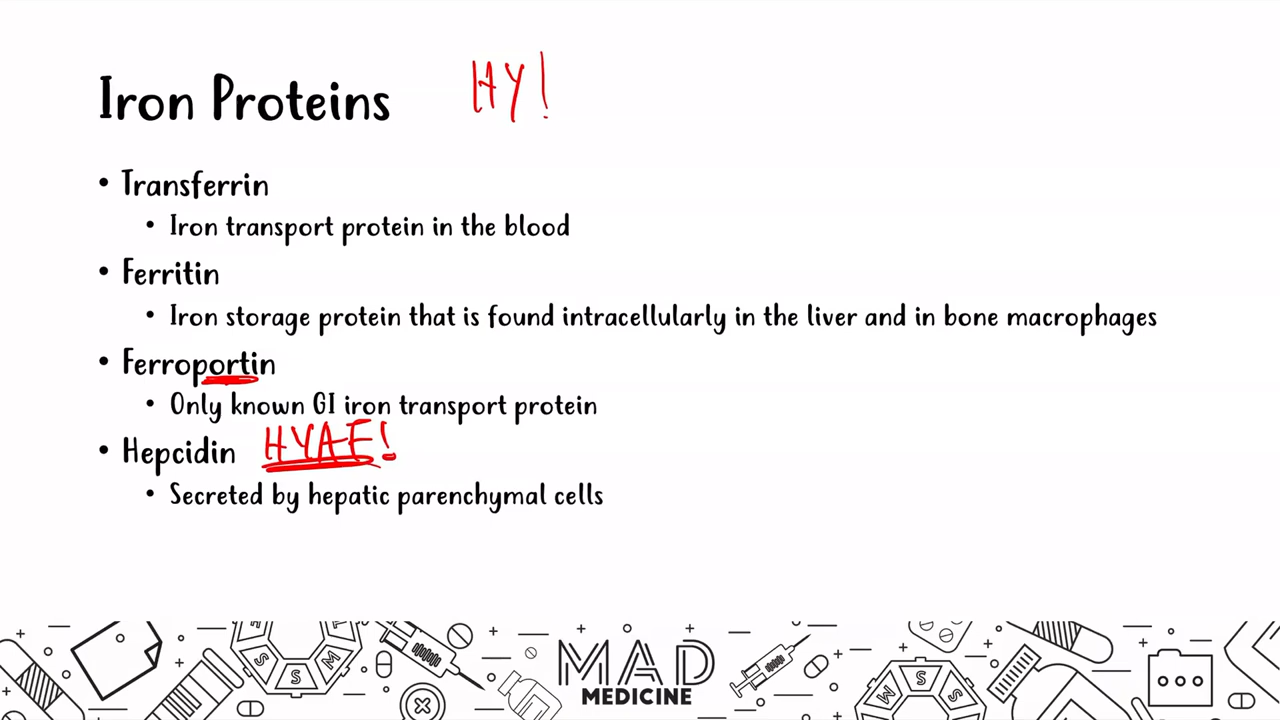 Iron Proteins HY!
• Transferrin
• Iron transport protein in the blood
• Ferritin
• Iron storage protein that is found intracellularly in the liver and in bone macrophages
• Ferroportin
• Only known GI iron transport protein
• Hepcidin HYAF!
• Secreted by hepatic parenchymal cells
MAD
MEDICINE